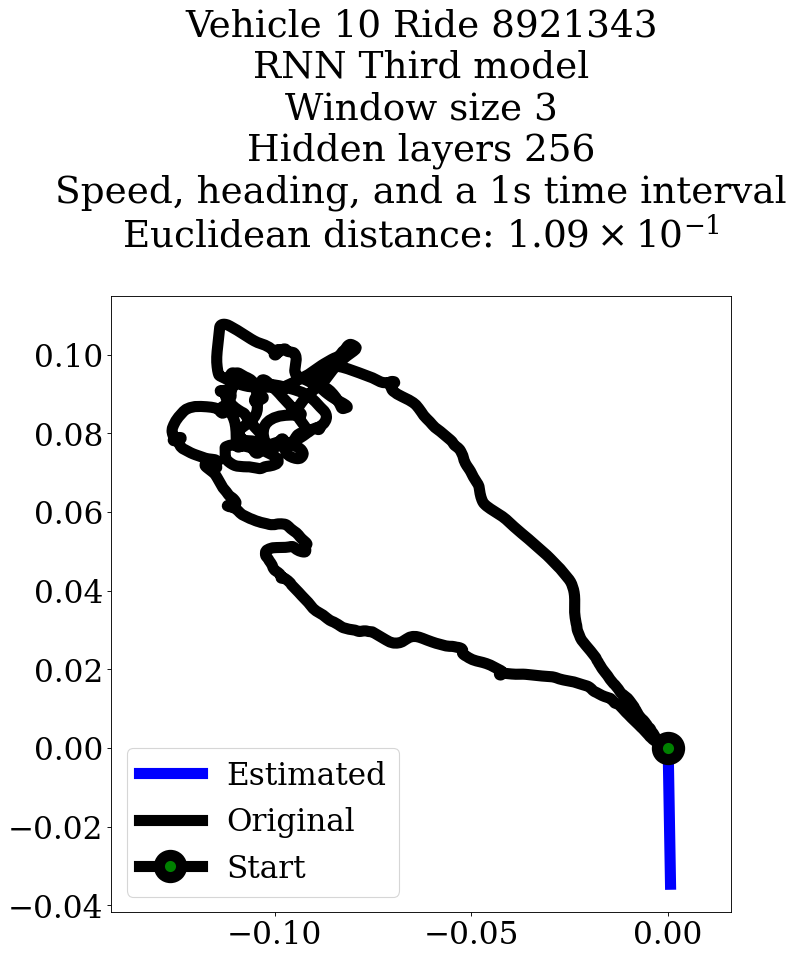 Vehicle 10 Ride 8921343
RNN Third model
Window size 3
Hidden layers 256
Speed, heading, and a 1s time interval
Euclidean distance: 1.09 × 10⁻¹
0.10
0.08
0.06
0.04
0.02
0.00
−0.02
−0.04
Estimated
Original
Start
−0.10
−0.05
0.00